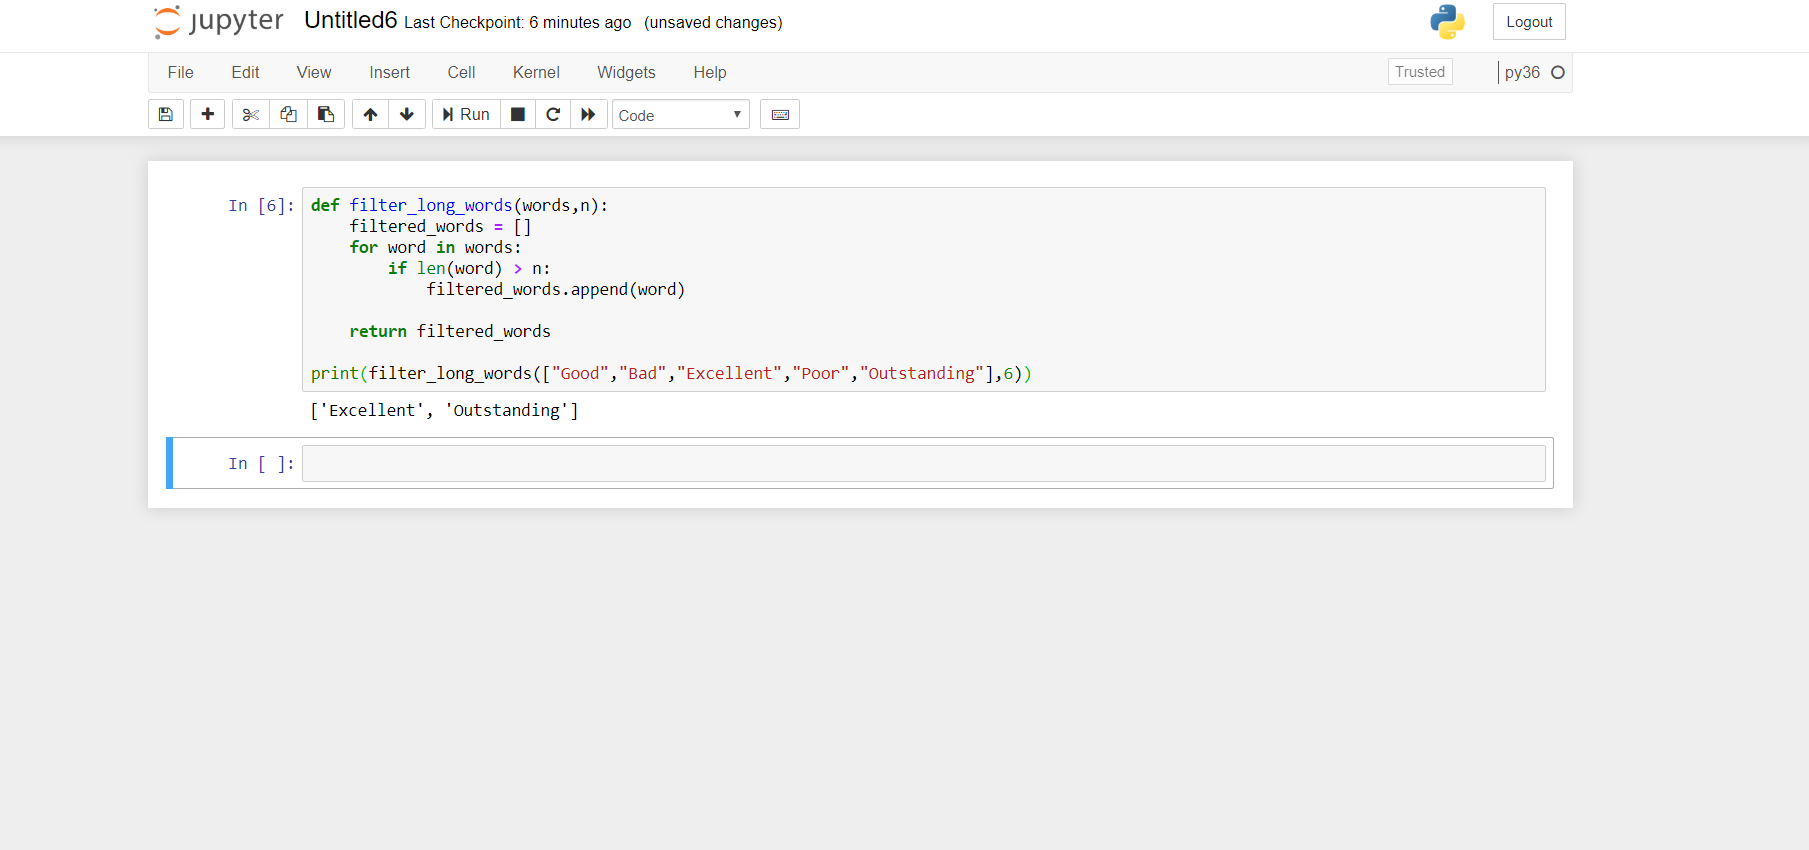 jupyter Untitled6 Last Checkpoint: 6 minutes ago (unsaved changes) Logout
File Edit View Insert Cell Kernel Widgets Help Trusted py36
Run Code
In [6]: def filter_long_words(words,n):
    filtered_words = []
    for word in words:
        if len(word) > n:
            filtered_words.append(word)
    return filtered_words
print(filter_long_words(["Good","Bad","Excellent","Poor","Outstanding"],6))
['Excellent', 'Outstanding']
In [ ]: